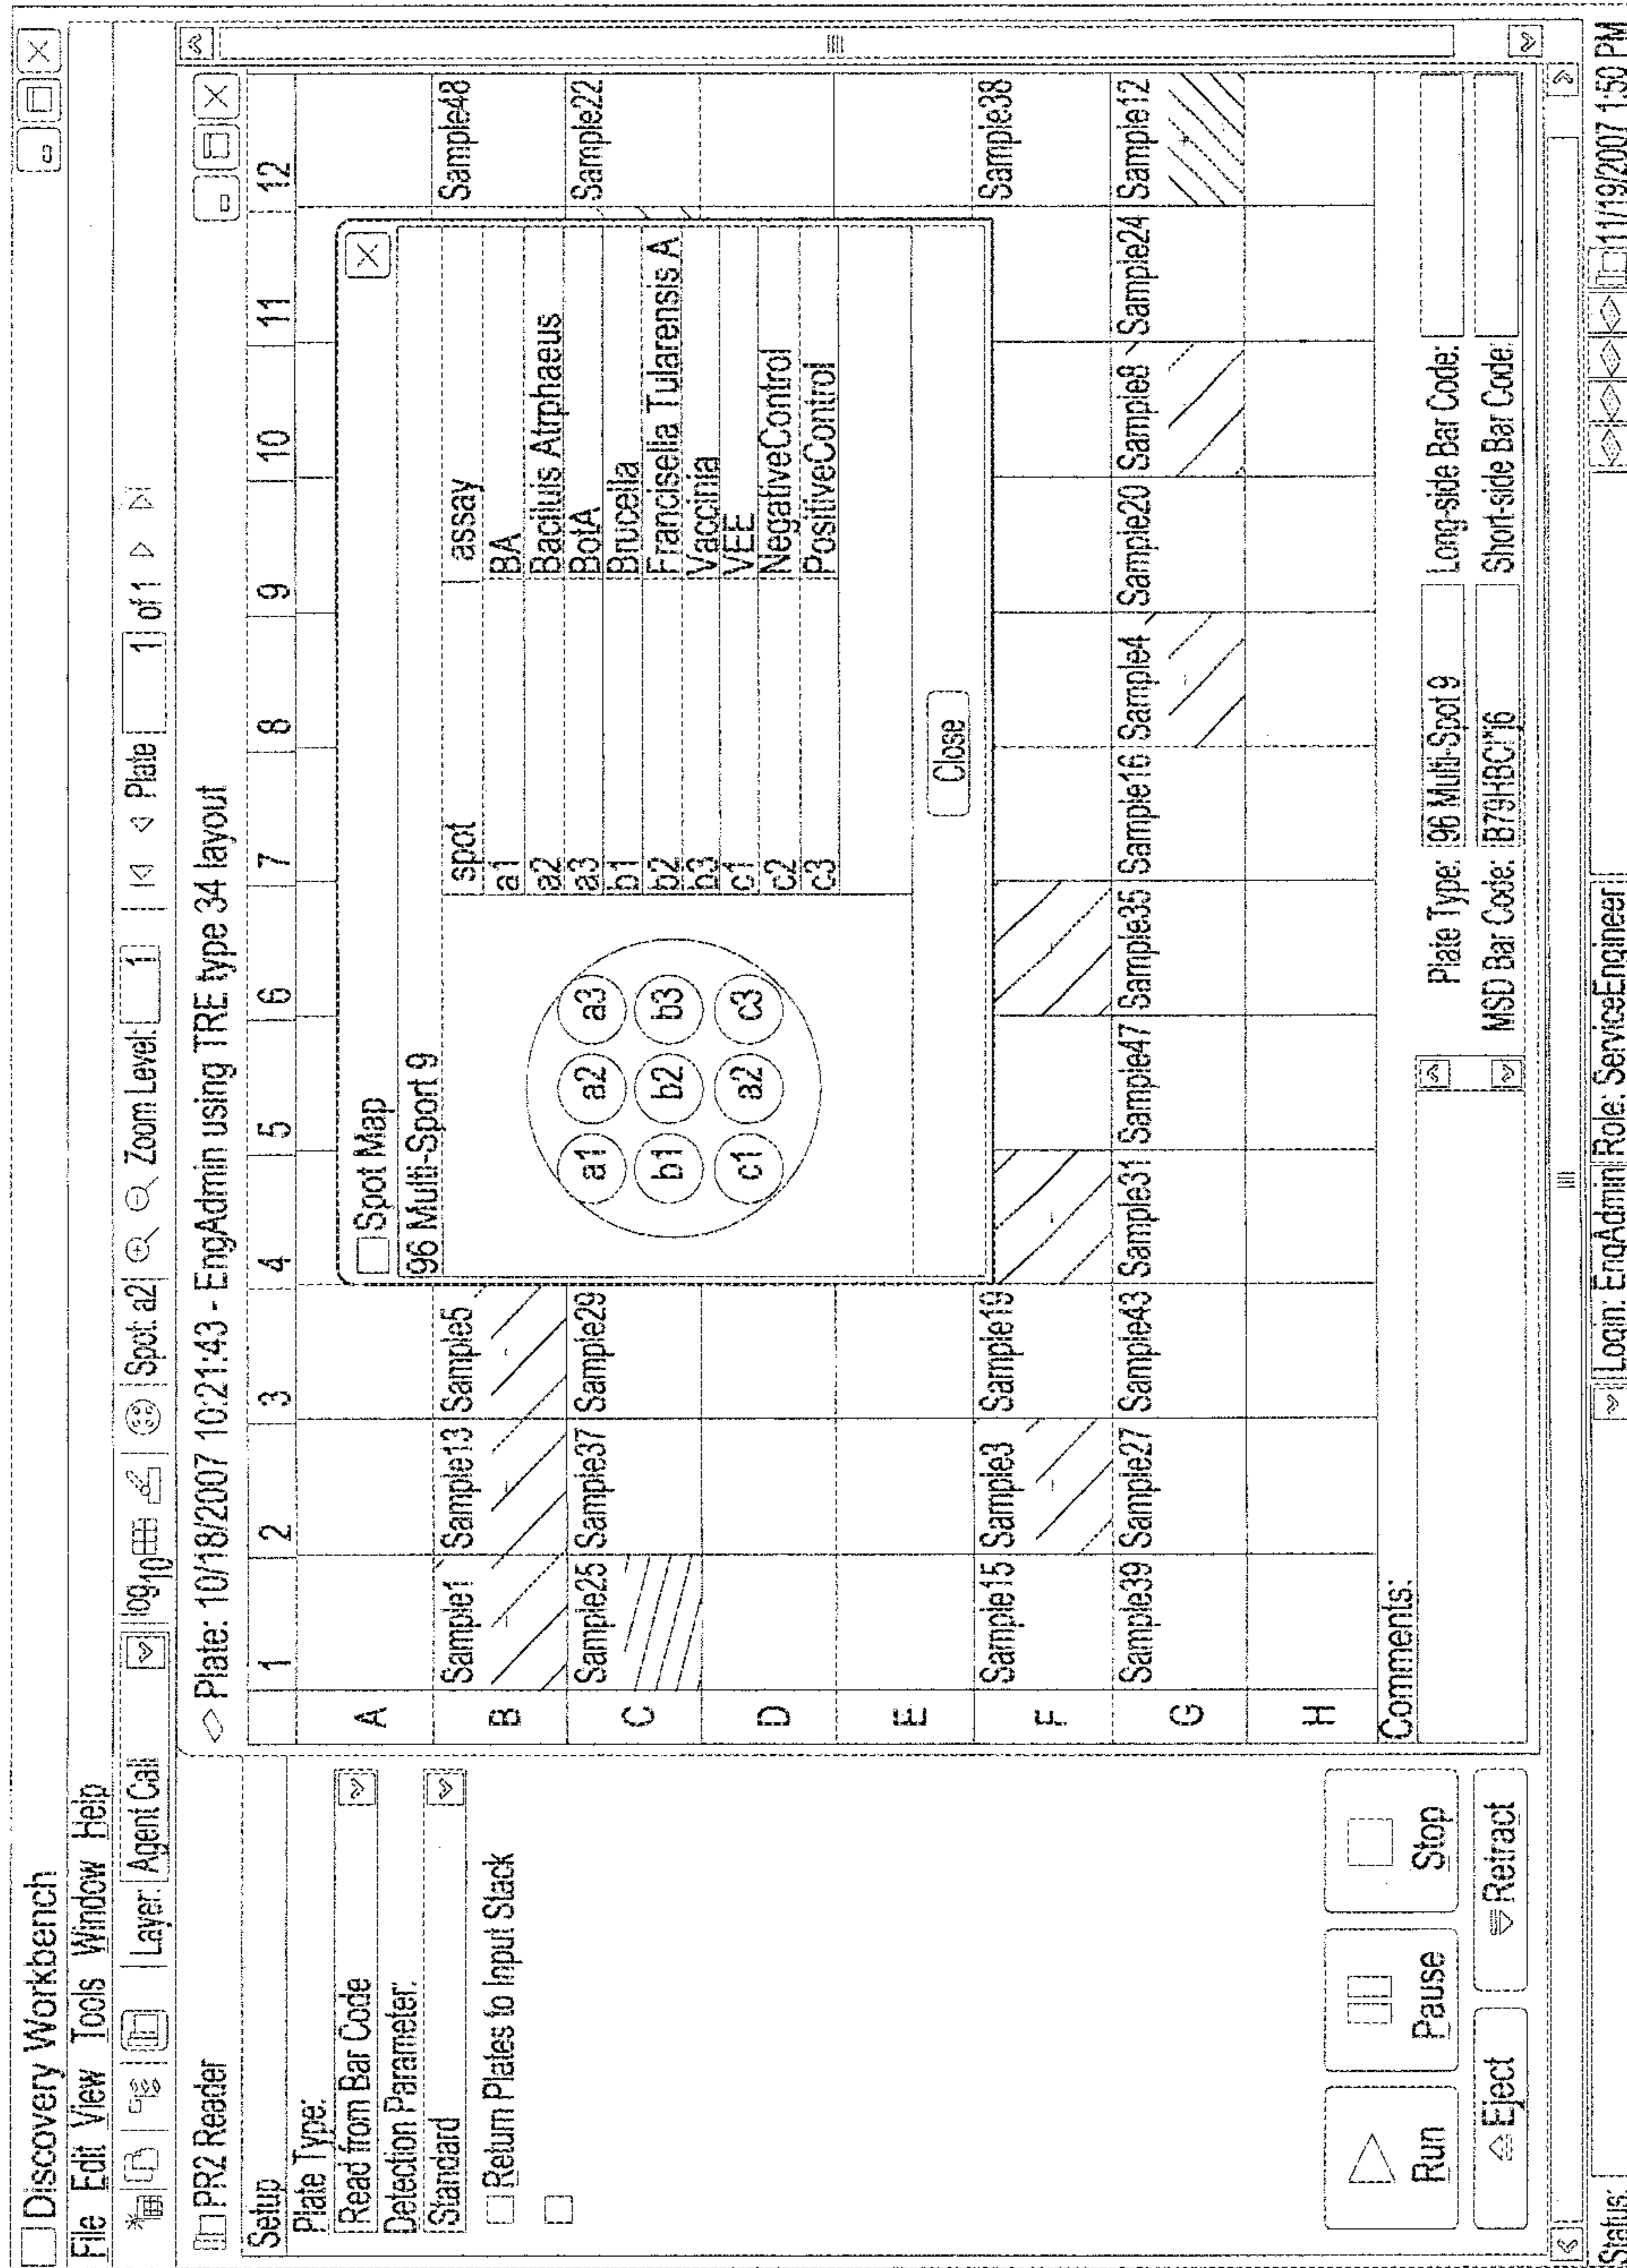 Discovery Workbench
File Edit View Tools Window Help
Layer: Agent Call log10 Spot: a2 Zoom Level: 1 Plate 1 of 1
PR2 Reader
Setup
Plate Type:
Read from Bar Code
Detection Parameter:
Standard
Return Plates to Input Stack
Run Pause Stop
Eject Retract
Plate: 10/18/2007 10:21:43 - EngAdmin using TRE type 34 layout
1 2 3 4 5 6 7 8 9 10 11 12
A
B Sample1 Sample13 Sample5 Sample48
C Sample25 Sample37 Sample29 Sample22
D
E
F Sample15 Sample3 Sample19 Sample38
G Sample39 Sample27 Sample43 Sample31 Sample47 Sample35 Sample16 Sample4 Sample20 Sample8 Sample24 Sample12
H
Spot Map
96 Multi-Sport 9
a1 a2 a3
b1 b2 b3
c1 a2 c3
spot assay
a1 BA
a2 Bacilluis Atrphaeus
a3 BotA
b1 Brucella
b2 Francisella Tularensis A
b3 Vaccinia
c1 VEE
c2 NegativeControl
c3 PositiveControl
Close
Comments:
Plate Type: 96 Multi-Spot 9 Long-side Bar Code:
MSD Bar Code: Short-side Bar Code:
Status: Login: EngAdmin Role: ServiceEngineer 11/19/2007 1:50 PM